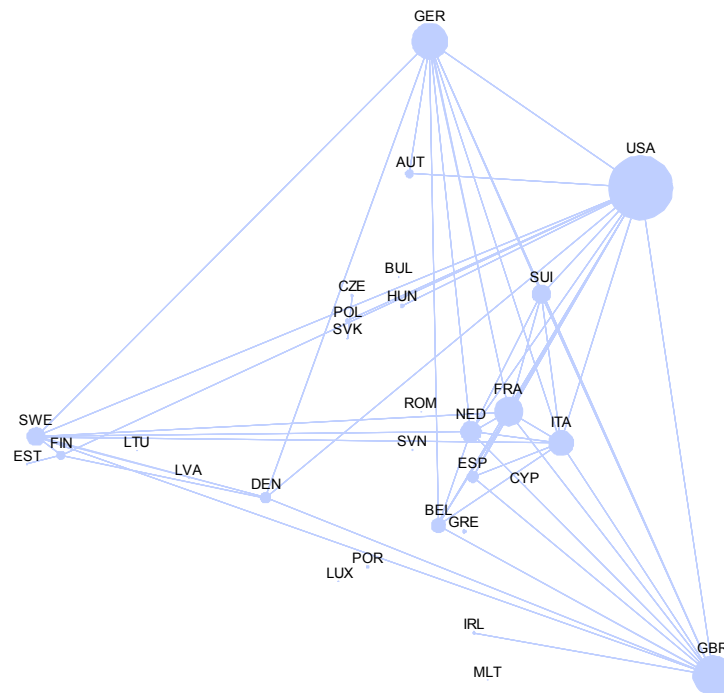 GER
USA
AUT
BUL
SUI
CZE
HUN
POL
SVK
FRA
ROM
NED
ITA
SWE
FIN
LTU
SVN
EST
LVA
ESP
DEN
CYP
BEL
GRE
POR
LUX
IRL
GBR
MLT